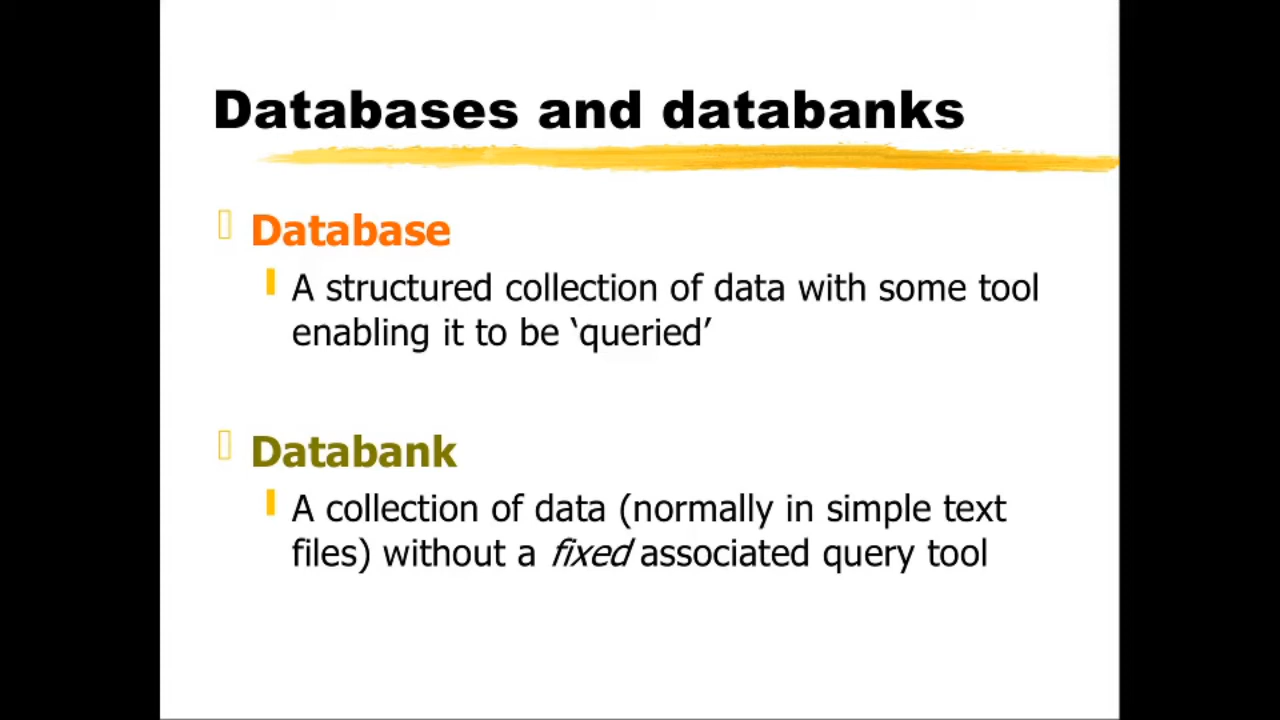 Databases and databanks
Database
A structured collection of data with some tool
enabling it to be ‘queried’
Databank
A collection of data (normally in simple text
files) without a fixed associated query tool